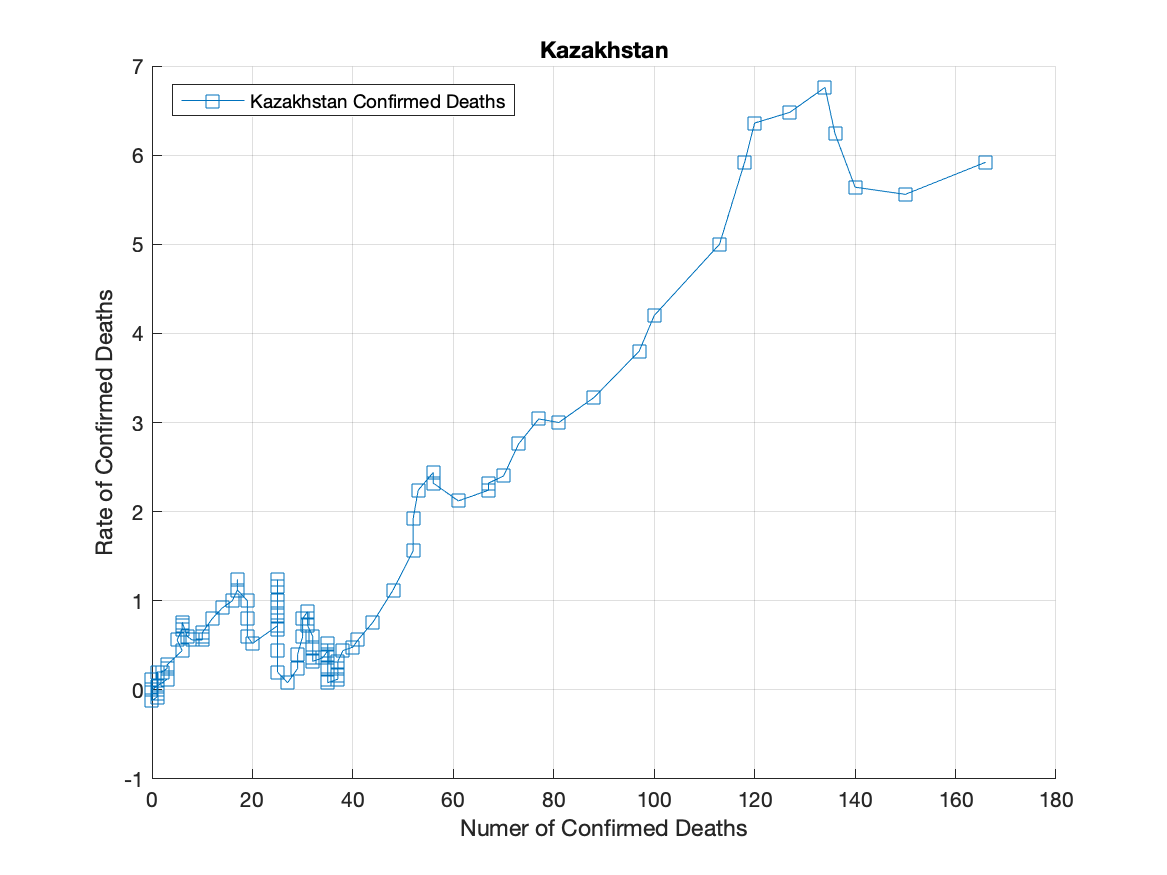 Kazakhstan
Kazakhstan Confirmed Deaths
7
6
5
4
3
2
1
0
-1
Rate of Confirmed Deaths
0 20 40 60 80 100 120 140 160 180
Numer of Confirmed Deaths